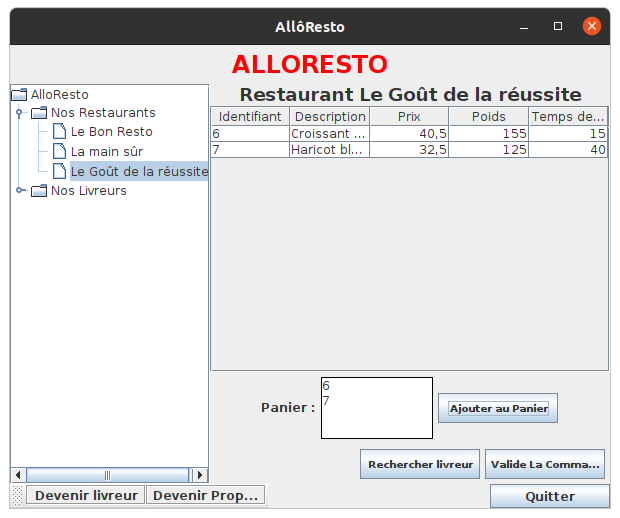 AllôResto
ALLORESTO
AlloResto
Nos Restaurants
Le Bon Resto
La main sûr
Le Goût de la réussite
Nos Livreurs
Restaurant Le Goût de la réussite
Identifiant Description Prix Poids Temps de...
6 Croissant ... 40,5 155 15
7 Haricot bl... 32,5 125 40
Panier :
6
7
Ajouter au Panier
Rechercher livreur Valide La Comma...
Devenir livreur Devenir Prop... Quitter